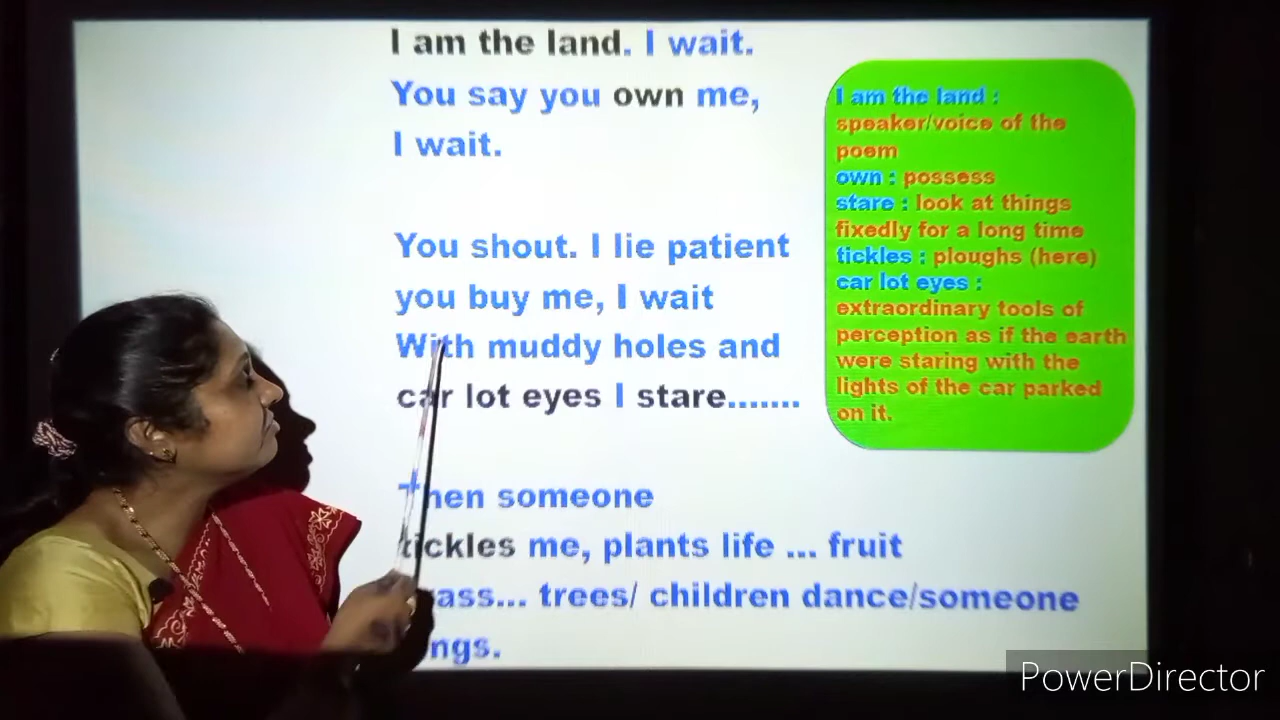 I am the land. I wait.
You say you own me,
I wait.
You shout. I lie patient
you buy me, I wait
With muddy holes and
car lot eyes I stare.......
Then someone
tickles me, plants life ... fruit
trees/ children dance/someone
I am the land :
speaker/voice of the
poem
own : possess
stare : look at things
fixedly for a long time
tickles : ploughs (here)
car lot eyes :
extraordinary tools of
perception as if the earth
were staring with the
lights of the car parked
on it.
PowerDirector